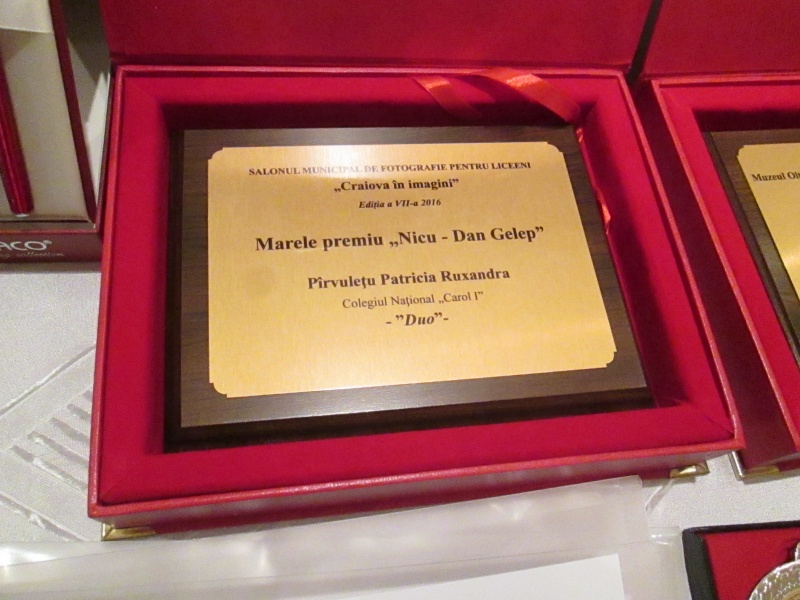 SALONUL MUNICIPAL DE FOTOGRAFIE PENTRU LICEENI
„Craiova în imagini”
Ediția a VII-a 2016
Marele premiu „Nicu - Dan Gelep”
Pîrvulețu Patricia Ruxandra
Colegiul Național „Carol I”
- ”Duo”-
Muzeul
ACO®